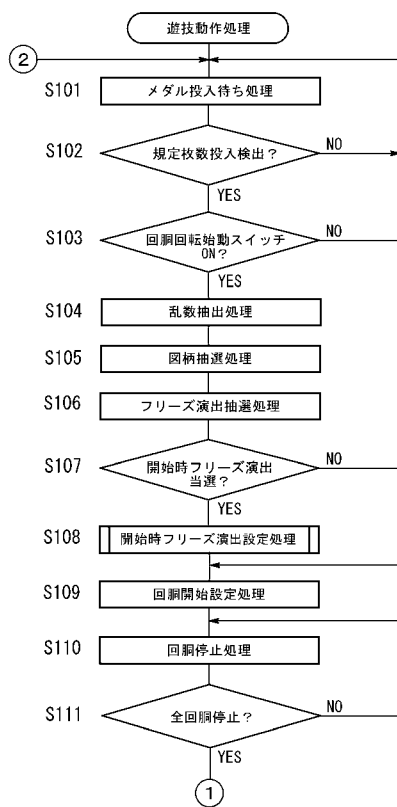 遊技動作処理
2
S101
メダル投入待ち処理
S102
規定枚数投入検出?
NO
YES
S103
回胴回転始動スイッチ
ON?
NO
YES
S104
乱数抽出処理
S105
図柄抽選処理
S106
フリーズ演出抽選処理
S107
開始時フリーズ演出
当選?
NO
YES
S108
開始時フリーズ演出設定処理
S109
回胴開始設定処理
S110
回胴停止処理
S111
全回胴停止?
NO
YES
1